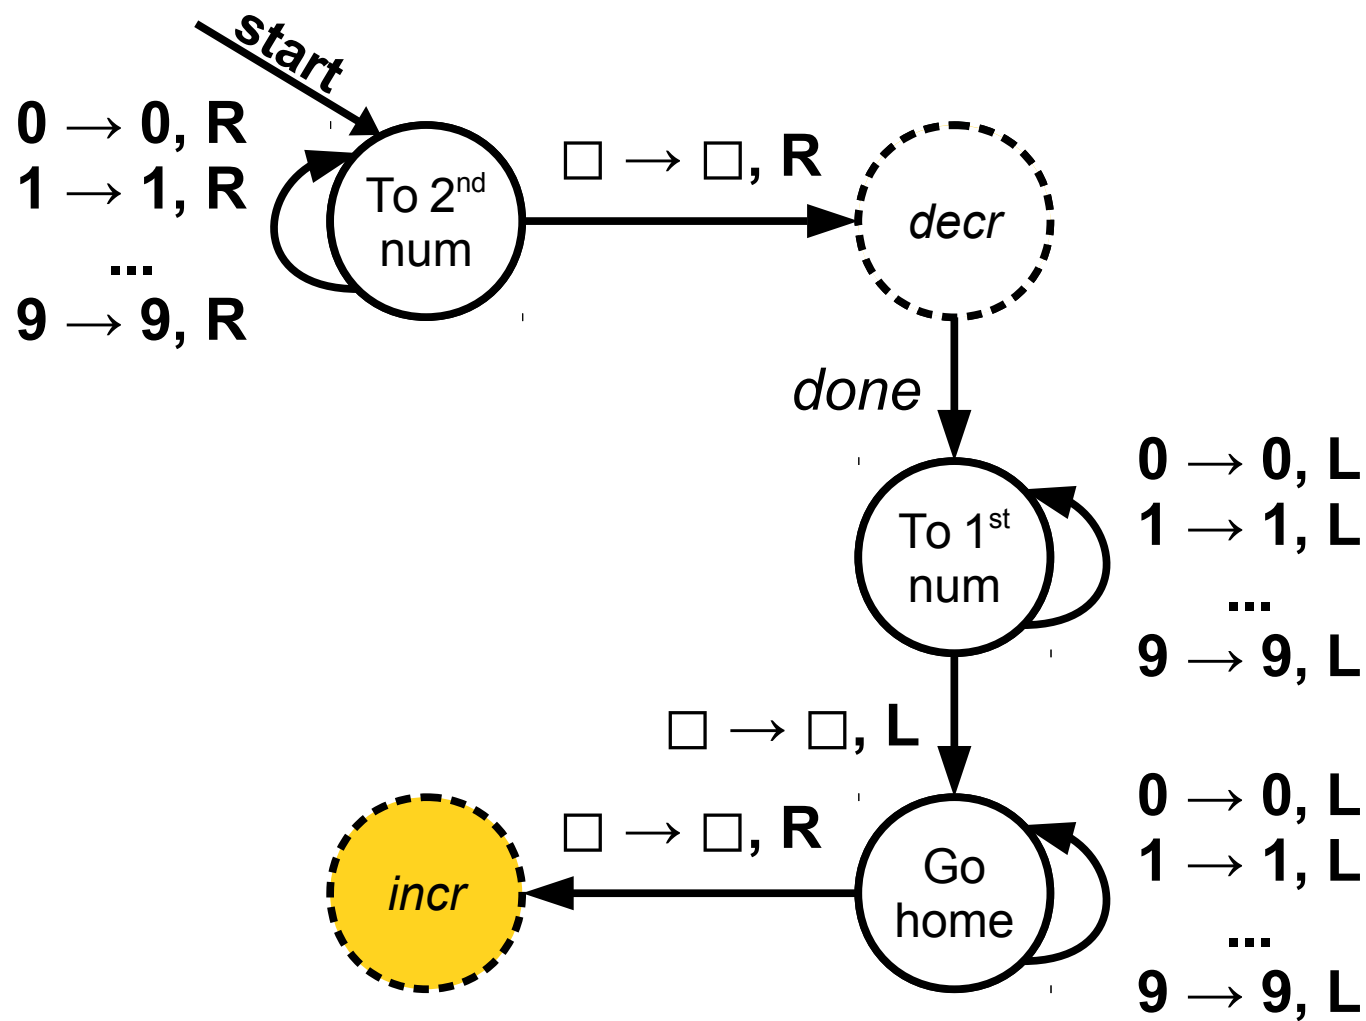 start
0 → 0, R
1 → 1, R
...
9 → 9, R
To 2nd
num
□ → □, R
decr
done
To 1st
num
0 → 0, L
1 → 1, L
...
9 → 9, L
□ → □, L
Go
home
0 → 0, L
1 → 1, L
...
9 → 9, L
□ → □, R
incr